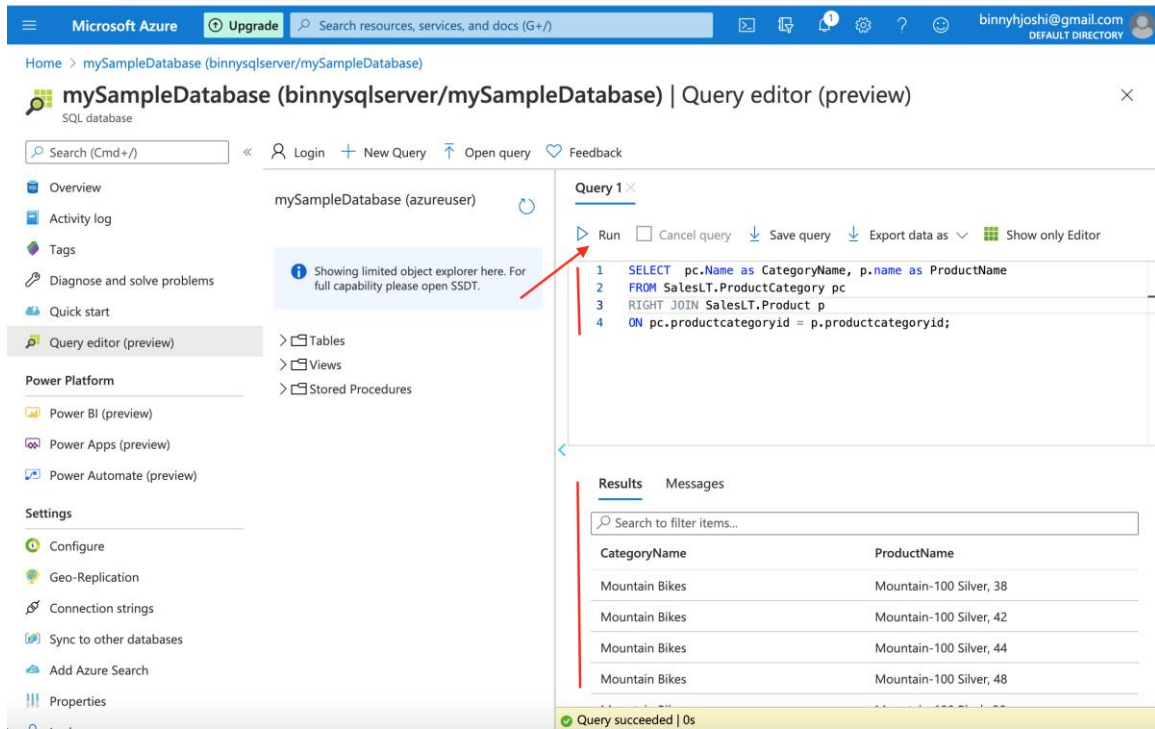 Microsoft Azure
Upgrade
Search resources, services, and docs (G+/)
1
binnyhjoshi@gmail.com
DEFAULT DIRECTORY
Home > mySampleDatabase (binnysqlserver/mySampleDatabase)
mySampleDatabase (binnysqlserver/mySampleDatabase) | Query editor (preview)
SQL database
Search (Cmd+/)
Overview
Activity log
Tags
Diagnose and solve problems
Quick start
Query editor (preview)
Power Platform
Power BI (preview)
Power Apps (preview)
Power Automate (preview)
Settings
Configure
Geo-Replication
Connection strings
Sync to other databases
Add Azure Search
Properties
Login
New Query
Open query
Feedback
mySampleDatabase (azureuser)
Showing limited object explorer here. For
full capability please open SSDT.
Tables
Views
Stored Procedures
Query 1
Run
Cancel query
Save query
Export data as
Show only Editor
1 SELECT pc.Name as CategoryName, p.name as ProductName
2 FROM SalesLT.ProductCategory pc
3 RIGHT JOIN SalesLT.Product p
4 ON pc.productcategoryid = p.productcategoryid;
Results Messages
Search to filter items...
CategoryName ProductName
Mountain Bikes Mountain-100 Silver, 38
Mountain Bikes Mountain-100 Silver, 42
Mountain Bikes Mountain-100 Silver, 44
Mountain Bikes Mountain-100 Silver, 48
Query succeeded | 0s